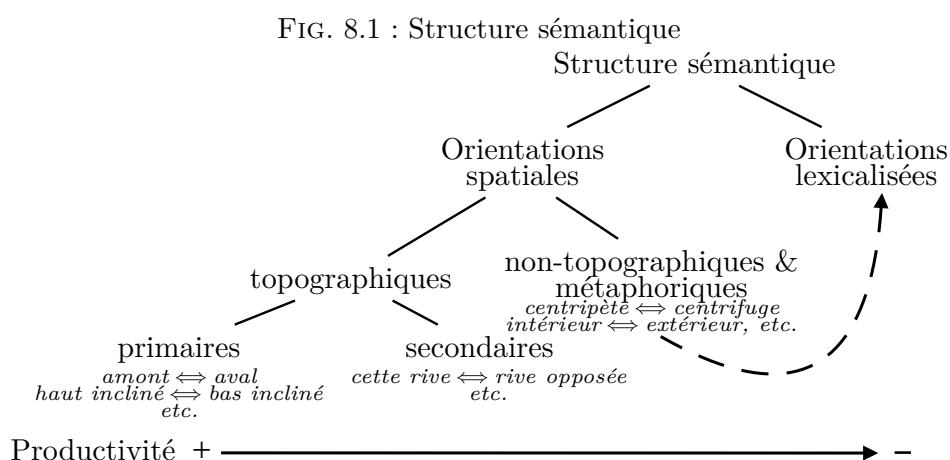 FIG. 8.1 : Structure sémantique
Structure sémantique
Orientations
spatiales
Orientations
lexicalisées
topographiques
non-topographiques &
métaphoriques
centripète ⟺ centrifuge
intérieur ⟺ extérieur, etc.
primaires
amont ⟺ aval
haut incliné ⟺ bas incliné
etc.
secondaires
cette rive ⟺ rive opposée
etc.
Productivité + −